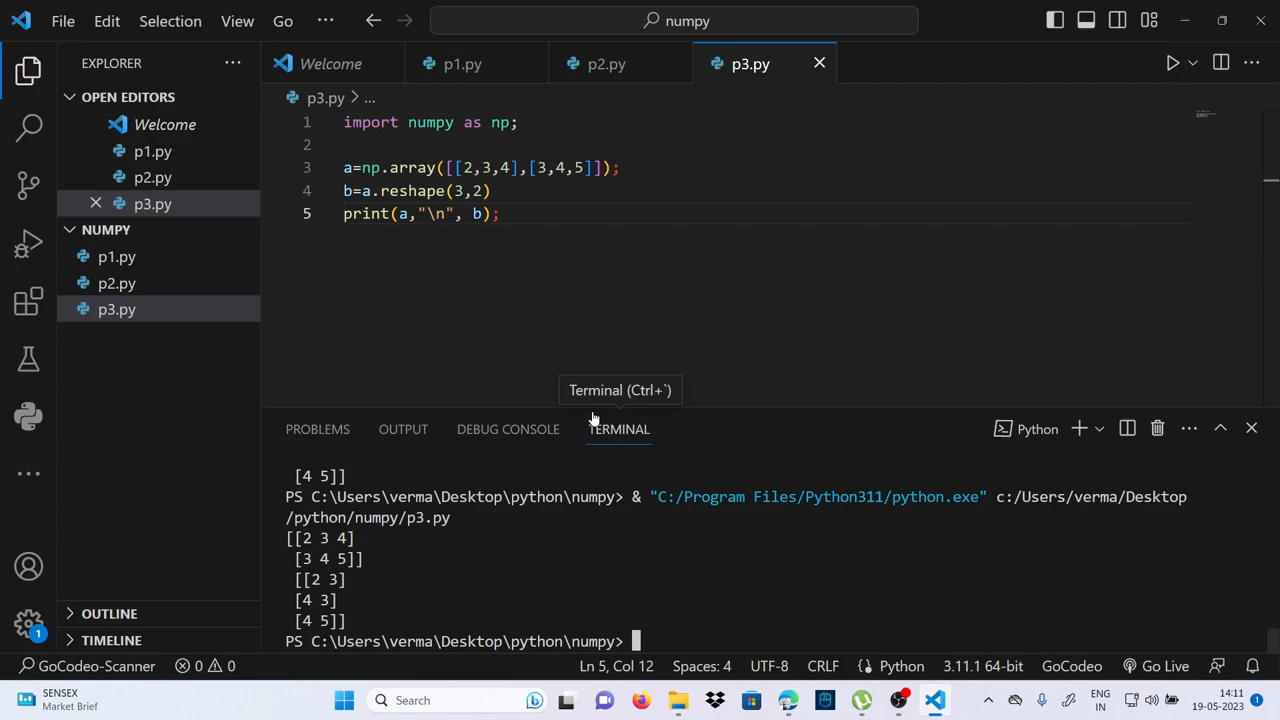 File Edit Selection View Go ··· numpy
EXPLORER ···
OPEN EDITORS
Welcome
p1.py
p2.py
p3.py
NUMPY
p1.py
p2.py
p3.py
OUTLINE
TIMELINE
Welcome p1.py p2.py p3.py
p3.py > ...
1 import numpy as np;
2
3 a=np.array([[2,3,4],[3,4,5]]);
4 b=a.reshape(3,2)
5 print(a,"\n", b);
Terminal (Ctrl+`)
PROBLEMS OUTPUT DEBUG CONSOLE TERMINAL Python
[4 5]]
PS C:\Users\verma\Desktop\python\numpy> & "C:/Program Files/Python311/python.exe" c:/Users/verma/Desktop
/python/numpy/p3.py
[[2 3 4]
[3 4 5]]
[[2 3]
[4 3]
[4 5]]
PS C:\Users\verma\Desktop\python\numpy>
1
GoCodeo-Scanner 0 0 Ln 5, Col 12 Spaces: 4 UTF-8 CRLF Python 3.11.1 64-bit GoCodeo Go Live
SENSEX
Market Brief
Search
ENG
IN
14:11
19-05-2023
1